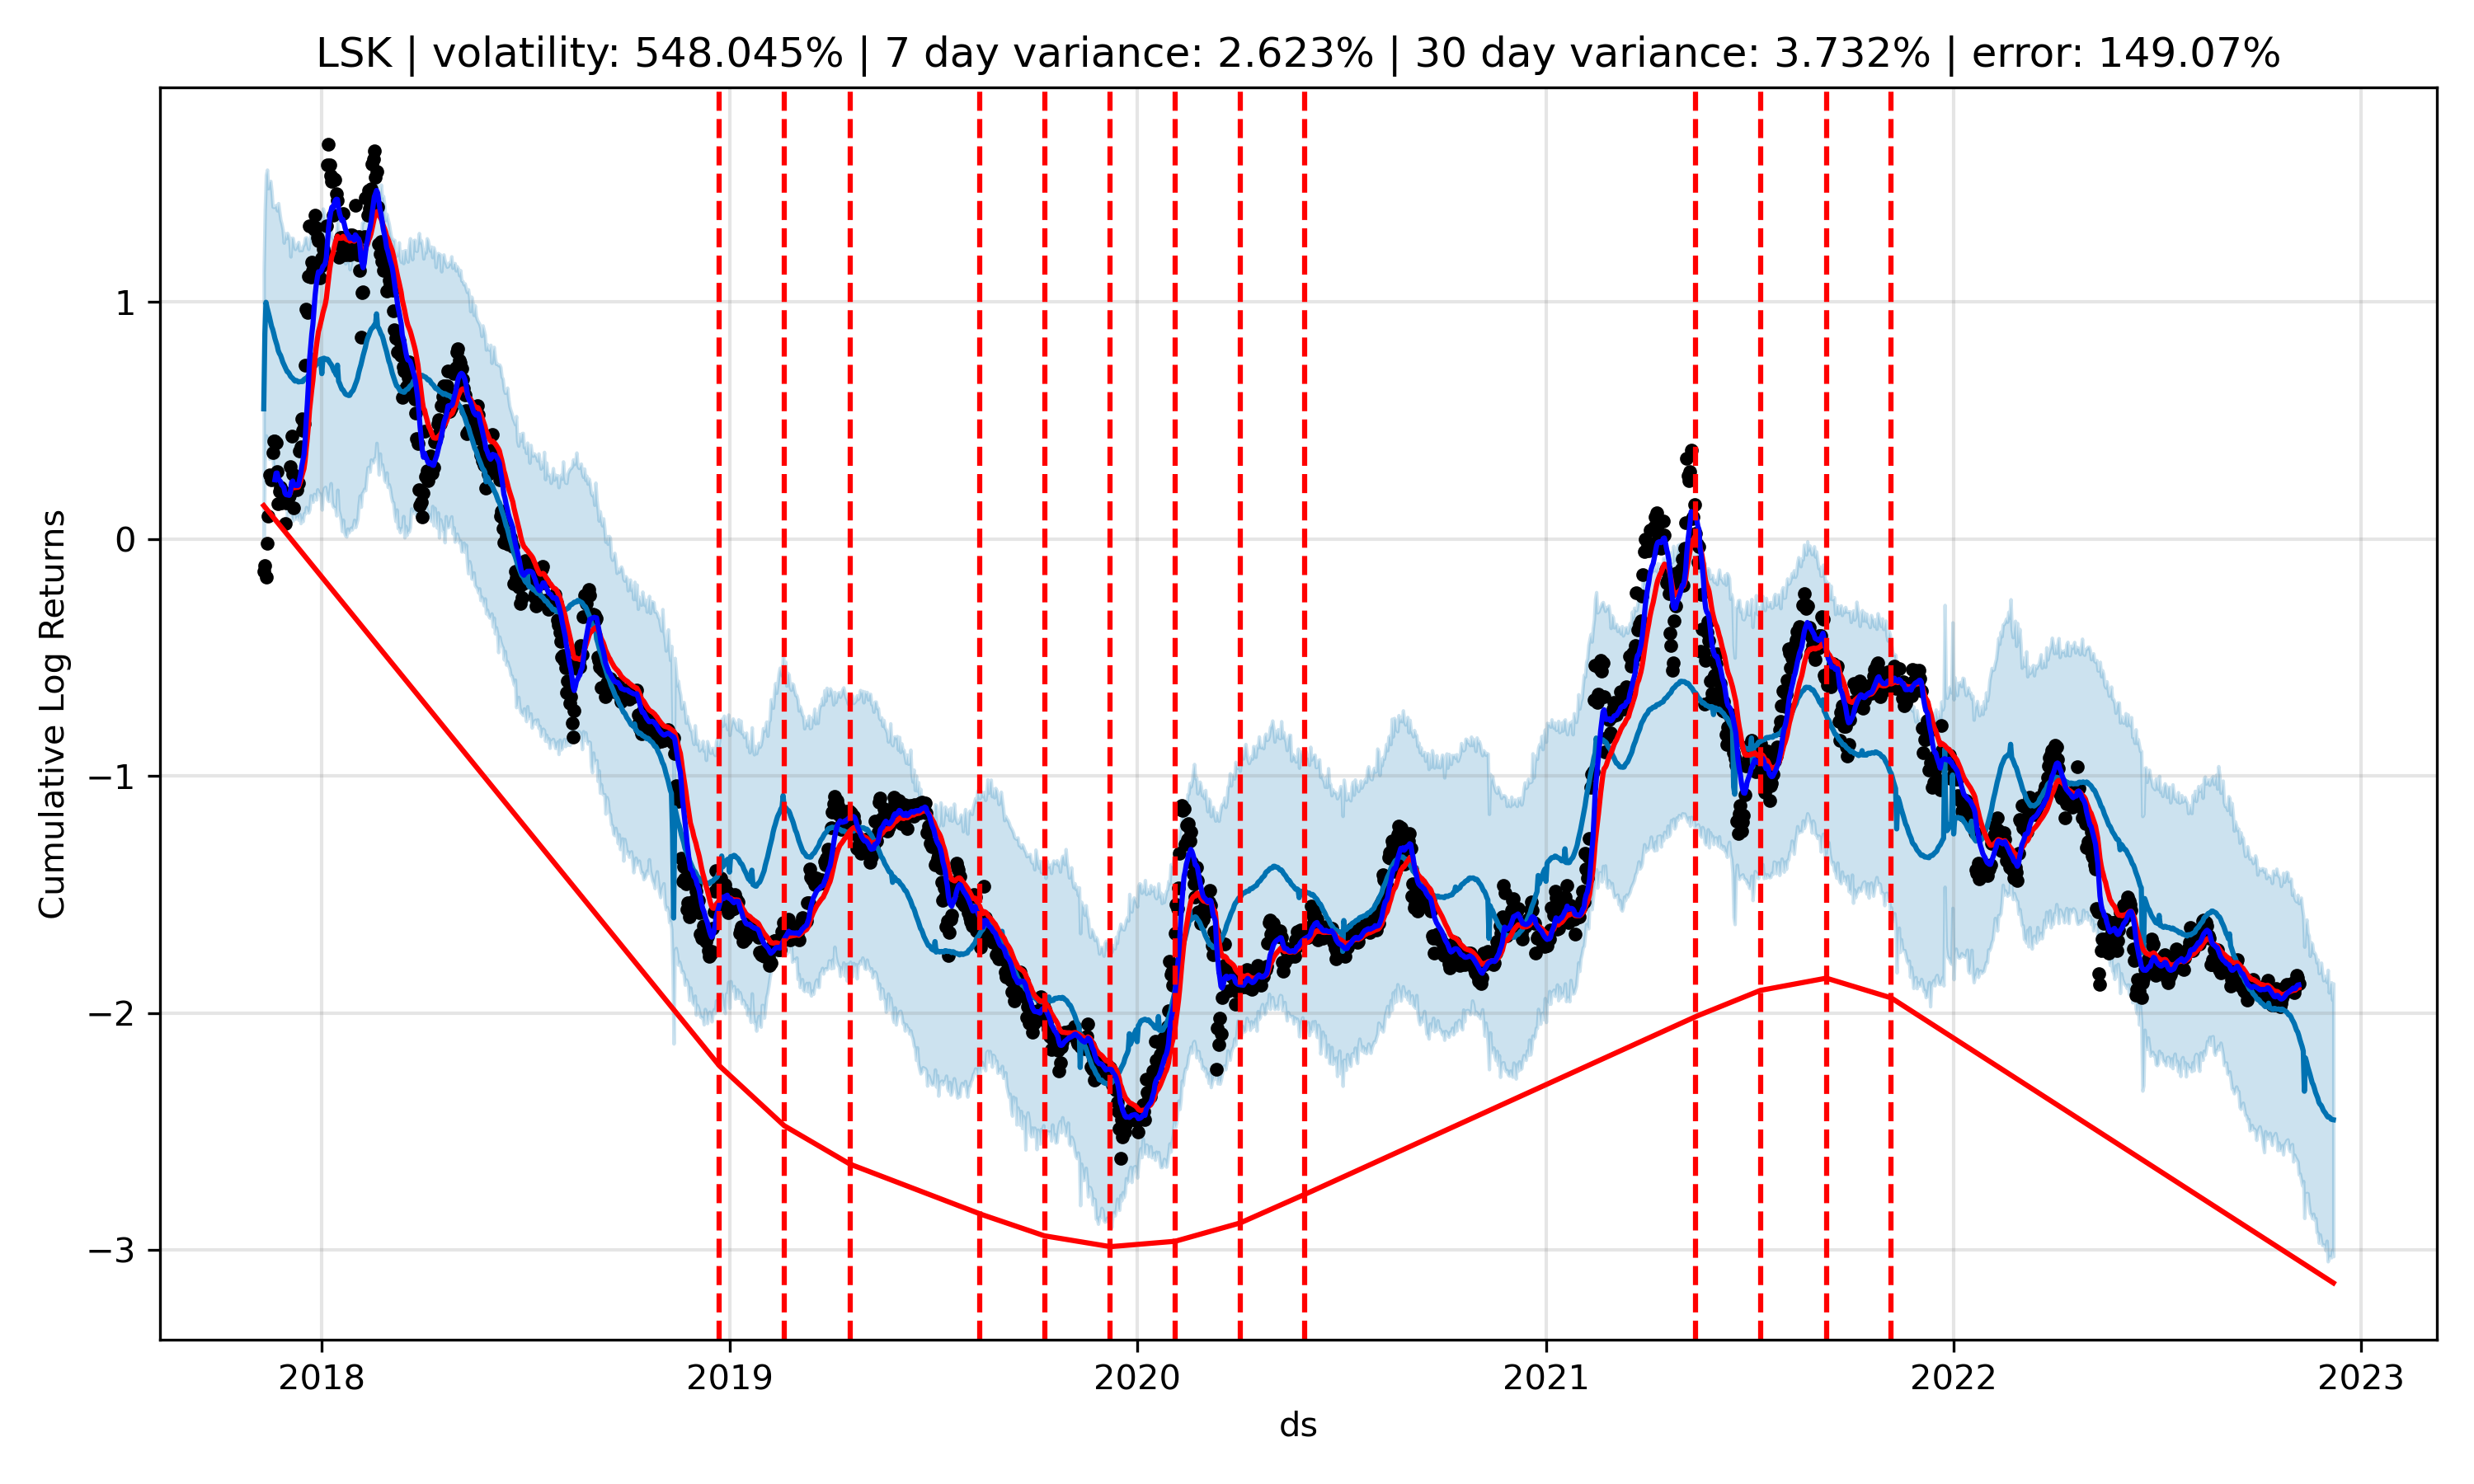 LSK | volatility: 548.045% | 7 day variance: 2.623% | 30 day variance: 3.732% | error: 149.07%
Cumulative Log Returns
1
0
−1
−2
−3
2018 2019 2020 2021 2022 2023
ds